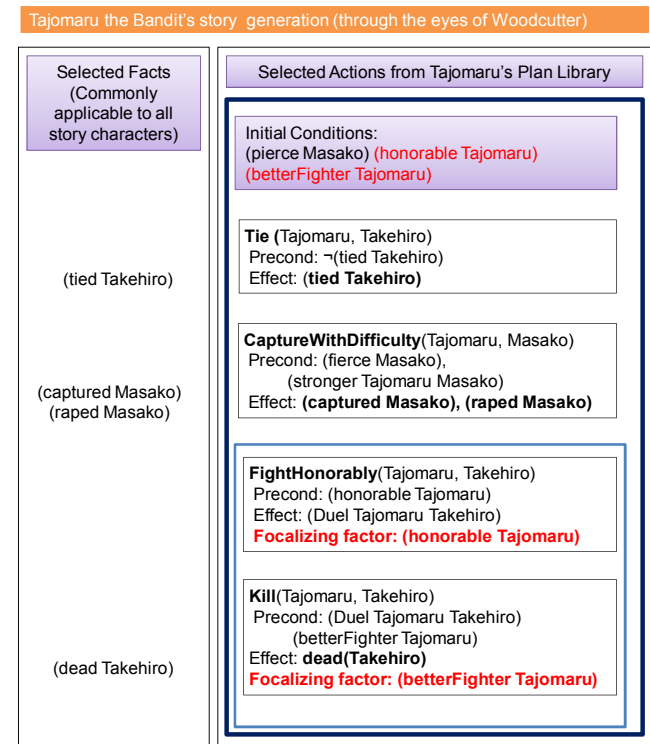 Tajomaru the Bandit's story  generation (through the eyes of Woodcutter)
Selected Facts
(Commonly
applicable to all
story characters)
(tied Takehiro)
(captured Masako)
(raped Masako)
(dead Takehiro)
Selected Actions from Tajomaru's Plan Library
Initial Conditions:
(pierce Masako) (honorable Tajomaru)
(betterFighter Tajomaru)
Tie (Tajomaru, Takehiro)
Precond: ¬(tied Takehiro)
Effect: (tied Takehiro)
CaptureWithDifficulty(Tajomaru, Masako)
Precond: (fierce Masako),
(stronger Tajomaru Masako)
Effect: (captured Masako), (raped Masako)
FightHonorably(Tajomaru, Takehiro)
Precond: (honorable Tajomaru)
Effect: (Duel Tajomaru Takehiro)
Focalizing factor: (honorable Tajomaru)
Kill(Tajomaru, Takehiro)
Precond: (Duel Tajomaru Takehiro)
(betterFighter Tajomaru)
Effect: dead(Takehiro)
Focalizing factor: (betterFighter Tajomaru)